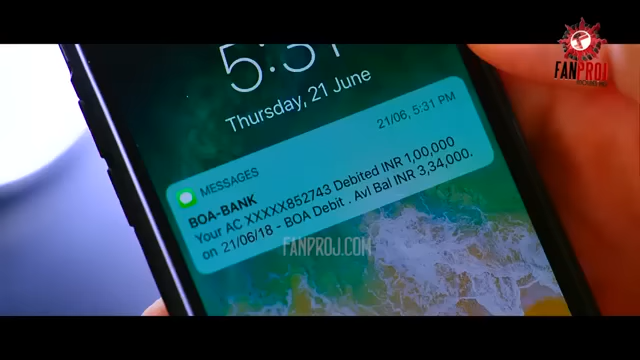 5:31
Thursday, 21 June
MESSAGES
21/06, 5:31 PM
BOA-BANK
Your AC XXXXX852743 Debited INR 1,00,000
on 21/06/18 - BOA Debit . Avl Bal INR 3,34,000.
FANPROJ
FANPROJ.COM